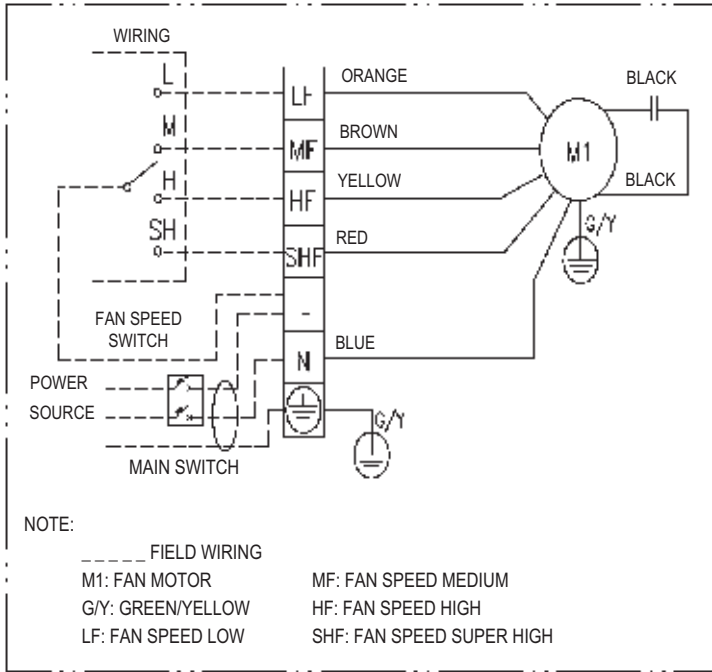 WIRING
L
LF
ORANGE
BLACK
M
MF
BROWN
M1
H
HF
YELLOW
BLACK
SH
SHF
RED
G/Y
FAN SPEED
SWITCH
-
N
BLUE
POWER
SOURCE
G/Y
MAIN SWITCH
NOTE:
_____ FIELD WIRING
M1: FAN MOTOR
MF: FAN SPEED MEDIUM
G/Y: GREEN/YELLOW
HF: FAN SPEED HIGH
LF: FAN SPEED LOW
SHF: FAN SPEED SUPER HIGH